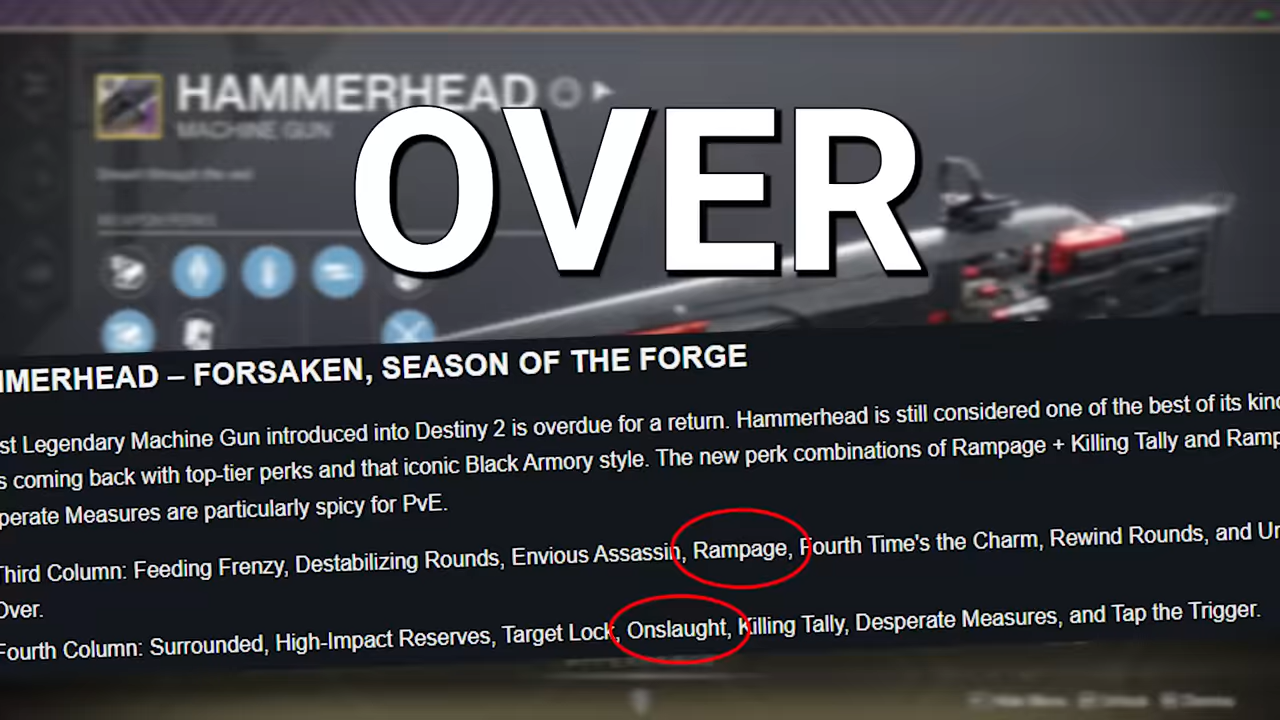 HAMMERHEAD
MACHINE GUN
OVER
MMERHEAD – FORSAKEN, SEASON OF THE FORGE
st Legendary Machine Gun introduced into Destiny 2 is overdue for a return. Hammerhead is still considered one of the best of its kind
s coming back with top-tier perks and that iconic Black Armory style. The new perk combinations of Rampage + Killing Tally and Ramp
perate Measures are particularly spicy for PvE.
Third Column: Feeding Frenzy, Destabilizing Rounds, Envious Assassin, Rampage, Fourth Time's the Charm, Rewind Rounds, and Un
Over.
Fourth Column: Surrounded, High-Impact Reserves, Target Lock, Onslaught, Killing Tally, Desperate Measures, and Tap the Trigger.